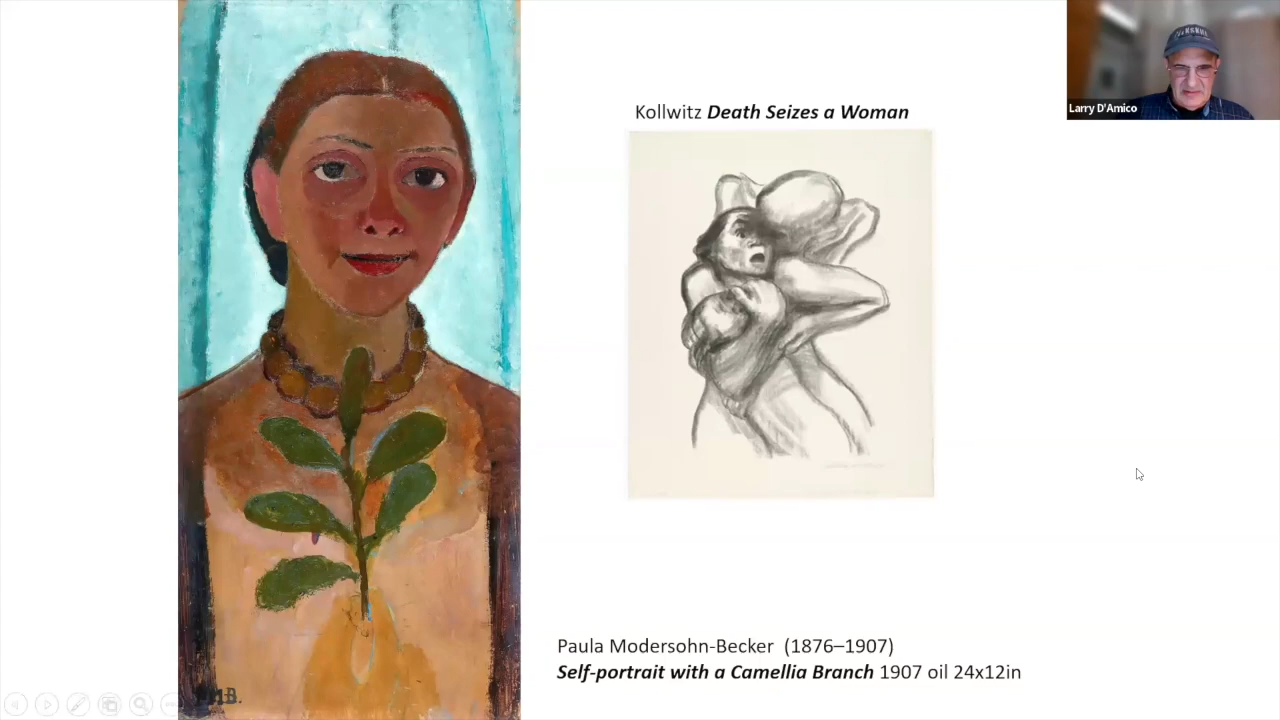 Kollwitz Death Seizes a Woman
Larry D'Amico
Paula Modersohn-Becker (1876–1907)
Self-portrait with a Camellia Branch 1907 oil 24x12in